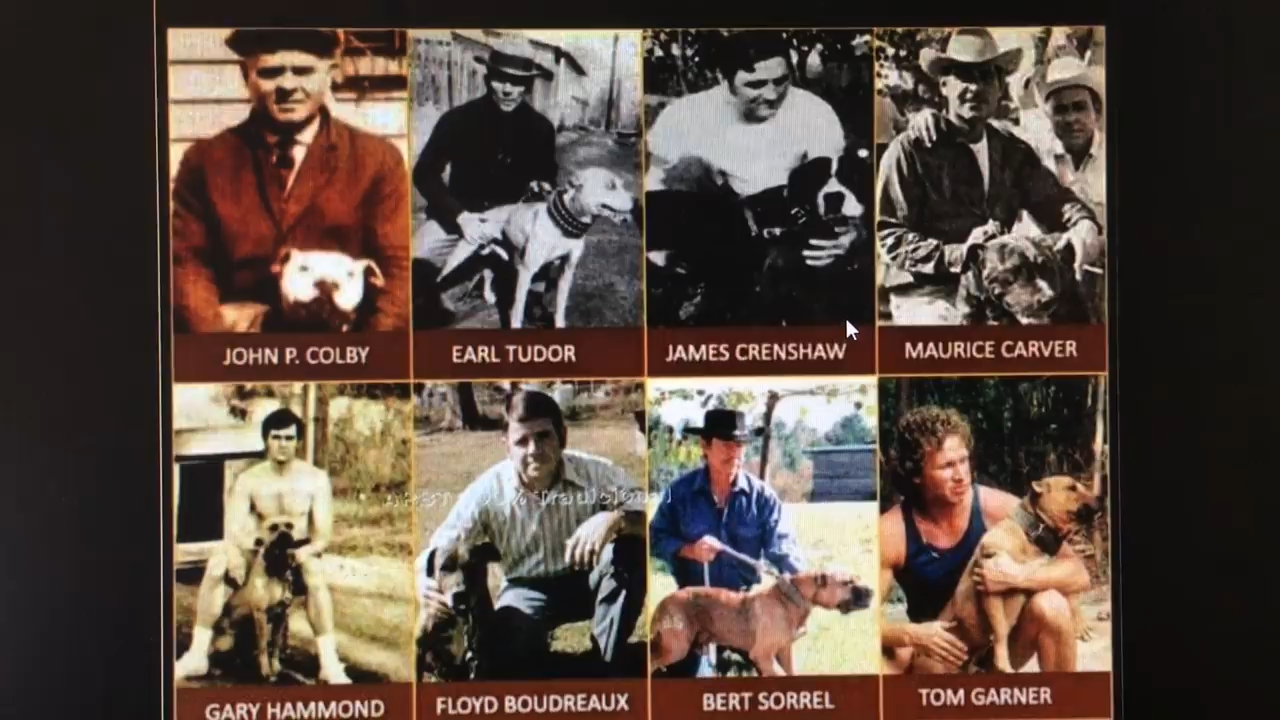 JOHN P. COLBY
EARL TUDOR
JAMES CRENSHAW
MAURICE CARVER
GARY HAMMOND
FLOYD BOUDREAUX
BERT SORREL
TOM GARNER